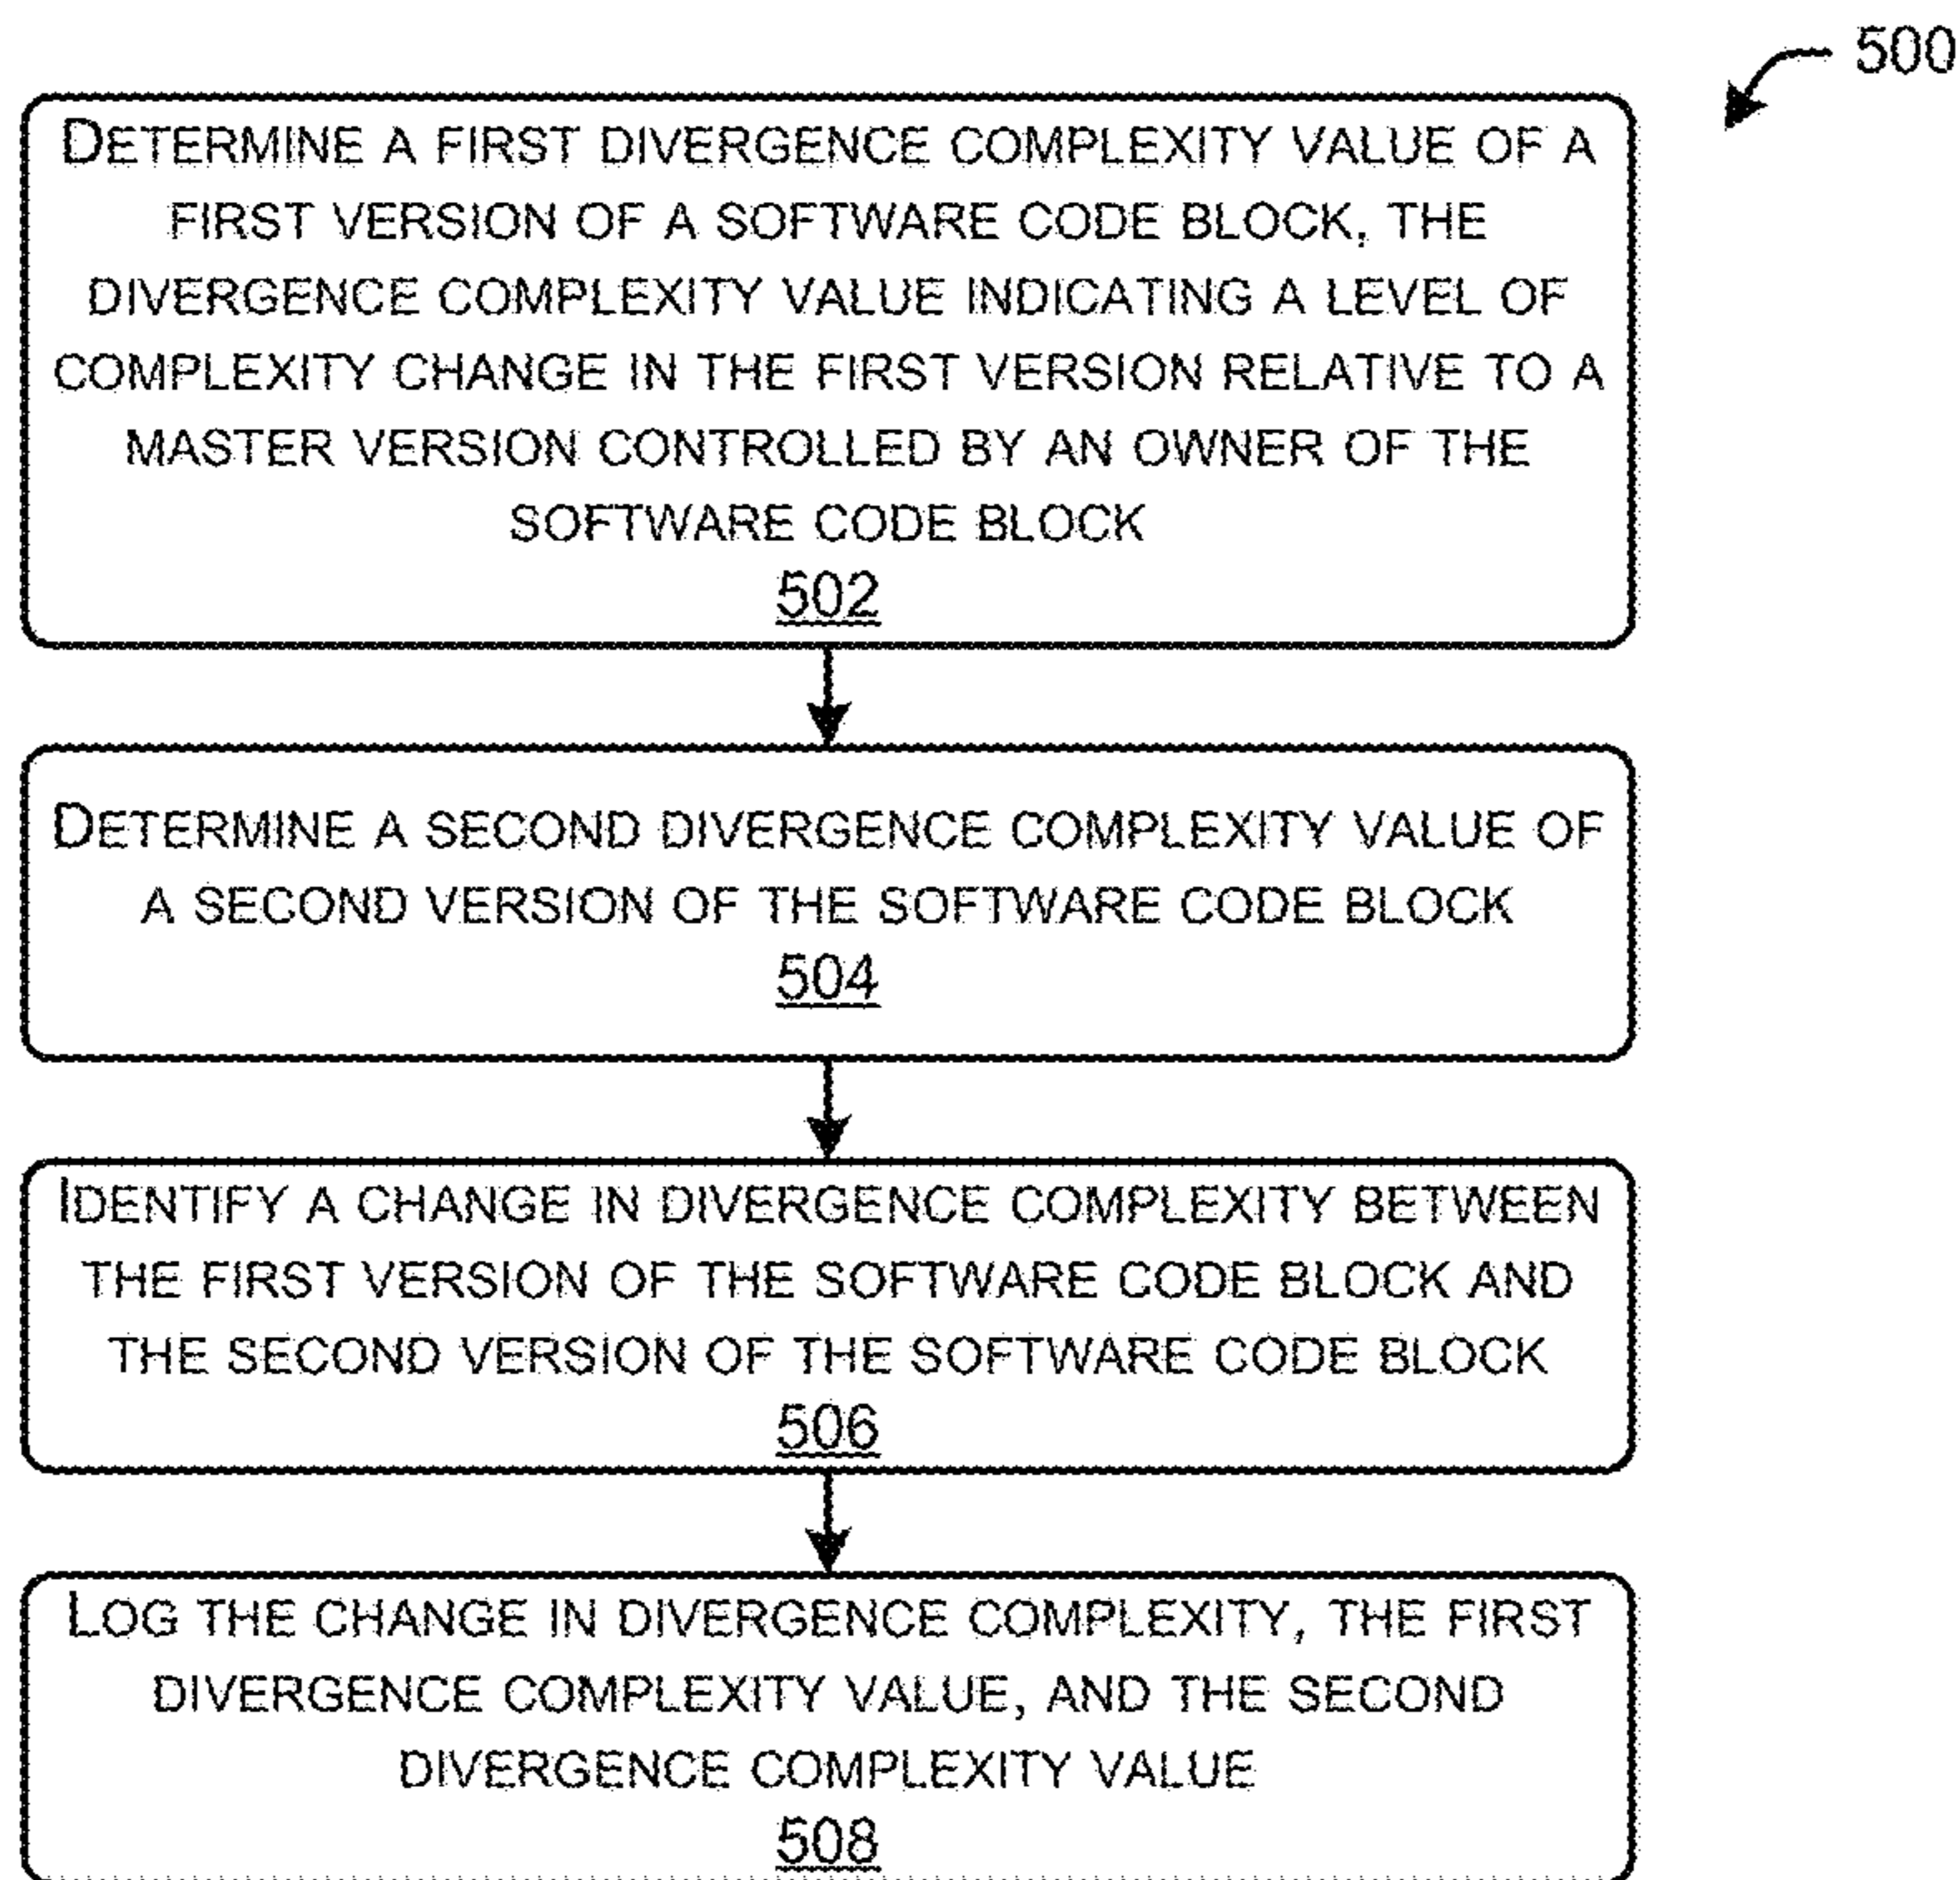 500
DETERMINE A FIRST DIVERGENCE COMPLEXITY VALUE OF A
FIRST VERSION OF A SOFTWARE CODE BLOCK, THE
DIVERGENCE COMPLEXITY VALUE INDICATING A LEVEL OF
COMPLEXITY CHANGE IN THE FIRST VERSION RELATIVE TO A
MASTER VERSION CONTROLLED BY AN OWNER OF THE
SOFTWARE CODE BLOCK
502
DETERMINE A SECOND DIVERGENCE COMPLEXITY VALUE OF
A SECOND VERSION OF THE SOFTWARE CODE BLOCK
504
IDENTIFY A CHANGE IN DIVERGENCE COMPLEXITY BETWEEN
THE FIRST VERSION OF THE SOFTWARE CODE BLOCK AND
THE SECOND VERSION OF THE SOFTWARE CODE BLOCK
506
LOG THE CHANGE IN DIVERGENCE COMPLEXITY, THE FIRST
DIVERGENCE COMPLEXITY VALUE, AND THE SECOND
DIVERGENCE COMPLEXITY VALUE
508